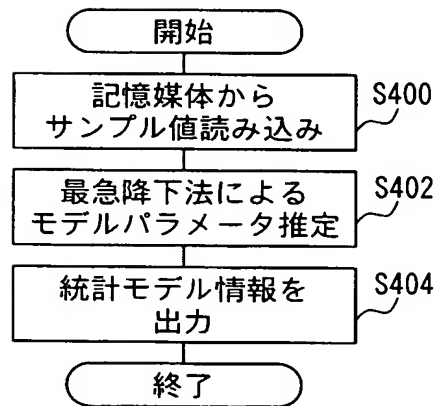 開始
記憶媒体から
サンプル値読み込み
S400
最急降下法による
モデルパラメータ推定
S402
統計モデル情報を
出力
S404
終了